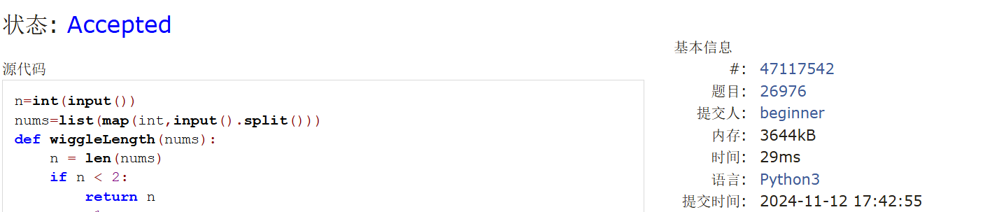 状态: Accepted
源代码
n=int(input())
nums=list(map(int,input().split()))
def wiggleLength(nums):
    n = len(nums)
    if n < 2:
        return n
基本信息
#: 47117542
题目: 26976
提交人: beginner
内存: 3644kB
时间: 29ms
语言: Python3
提交时间: 2024-11-12 17:42:55